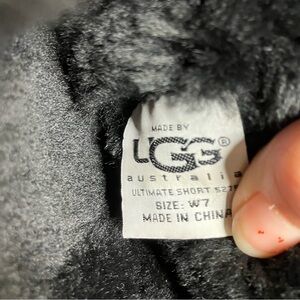 MADE BY
UGG®
australia
ULTIMATE SHORT
SIZE: W7
MADE IN CHINA